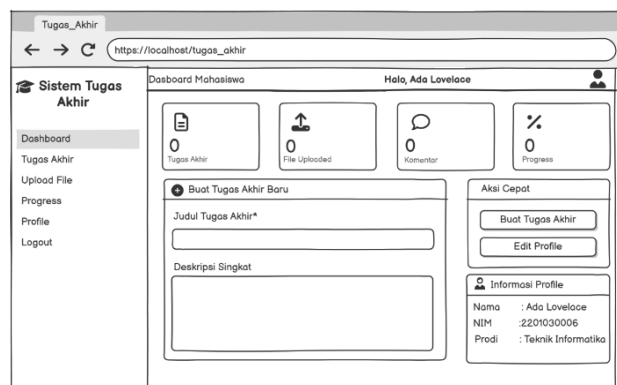 Tugas_Akhir
https://localhost/tugas_akhir
Sistem Tugas
Akhir
Dashboard
Tugas Akhir
Upload File
Progress
Profile
Logout
Dasboard Mahasiswa
Halo, Ada Lovelace
0
Tugas Akhir
0
File Uploaded
0
Komentar
0
Progress
Buat Tugas Akhir Baru
Judul Tugas Akhir*
Deskripsi Singkat
Aksi Cepat
Buat Tugas Akhir
Edit Profile
Informasi Profile
Nama : Ada Lovelace
NIM :2201030006
Prodi : Teknik Informatika